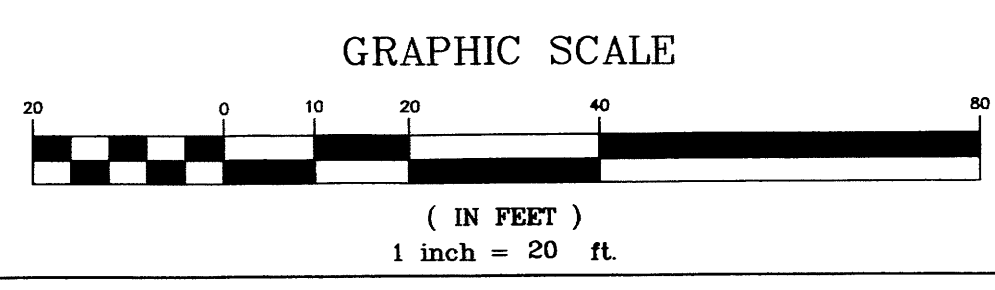 GRAPHIC SCALE
20 0 10 20 40 80
( IN FEET )
1 inch = 20 ft.